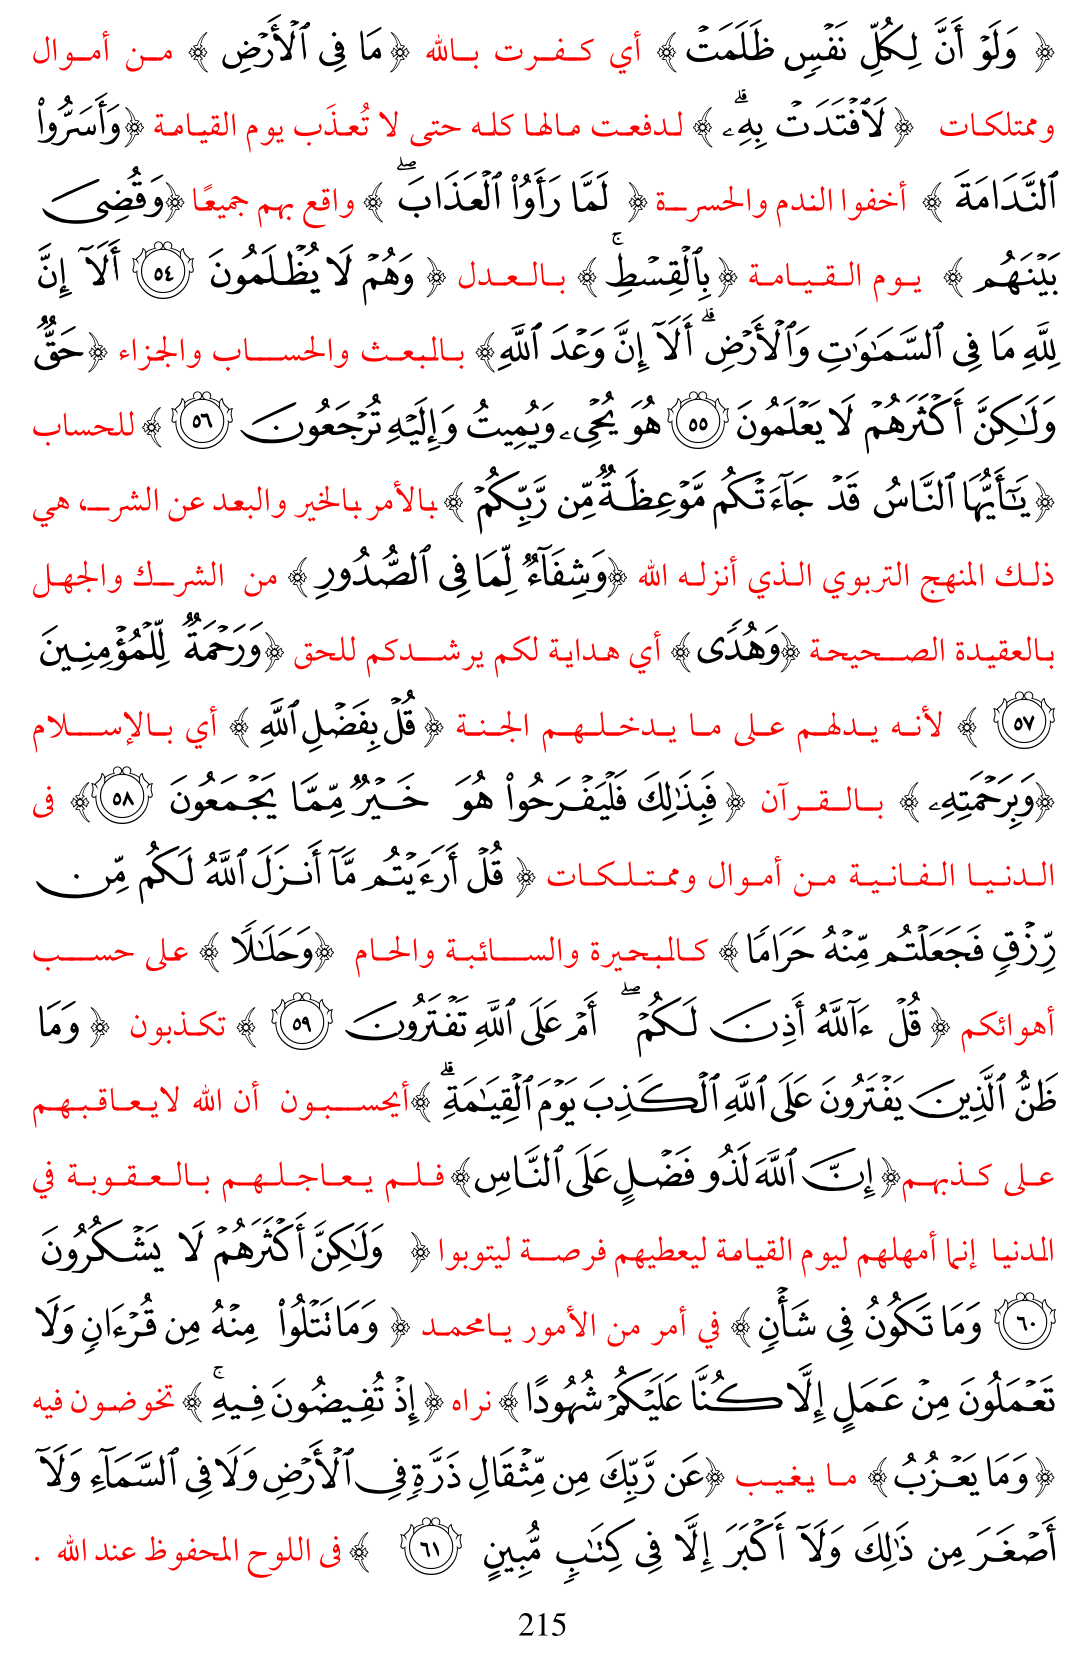 ﴿ وَلَوْ أَنَّ لِكُلِّ نَفْسٍ ظَلَمَتْ ﴾ أي كفرت بالله ﴿ مَا فِي ٱلْأَرْضِ ﴾ من أموال
وممتلكات ﴿ لَٱفْتَدَتْ بِهِۦۗ ﴾ لدفعت مالها كله حتى لا تُعذَب يوم القيامة ﴿ وَأَسَرُّوا۟
ٱلنَّدَامَةَ ﴾ أخفوا الندم والحسرة ﴿ لَمَّا رَأَوُا۟ ٱلْعَذَابَۖ ﴾ واقع بهم جميعًا ﴿ وَقُضِىَ
بَيْنَهُم ﴾ يوم القيامة ﴿ بِٱلْقِسْطِۚ ﴾ بالعدل ﴿ وَهُمْ لَا يُظْلَمُونَ ٥٤ أَلَآ إِنَّ
لِلَّهِ مَا فِى ٱلسَّمَٰوَٰتِ وَٱلْأَرْضِۗ أَلَآ إِنَّ وَعْدَ ٱللَّهِ ﴾ بالبعث والحساب والجزاء ﴿ حَقٌّ
وَلَٰكِنَّ أَكْثَرَهُمْ لَا يَعْلَمُونَ ٥٥ هُوَ يُحْىِۦ وَيُمِيتُ وَإِلَيْهِ تُرْجَعُونَ ٥٦ ﴾ للحساب
﴿ يَٰٓأَيُّهَا ٱلنَّاسُ قَدْ جَآءَتْكُم مَّوْعِظَةٌ مِّن رَّبِّكُمْ ﴾ بالأمر بالخير والبعد عن الشر، هي
ذلك المنهج التربوي الذي أنزله الله ﴿ وَشِفَآءٌ لِّمَا فِى ٱلصُّدُورِ ﴾ من الشرك والجهل
بالعقيدة الصحيحة ﴿ وَهُدًى ﴾ أي هداية لكم يرشدكم للحق ﴿ وَرَحْمَةٌ لِّلْمُؤْمِنِينَ
٥٧ ﴾ لأنه يدلهم على ما يدخلهم الجنة ﴿ قُلْ بِفَضْلِ ٱللَّهِ ﴾ أي بالإسلام
﴿ وَبِرَحْمَتِهِۦ ﴾ بالقرآن ﴿ فَبِذَٰلِكَ فَلْيَفْرَحُوا۟ هُوَ خَيْرٌ مِّمَّا يَجْمَعُونَ ٥٨ ﴾ فى
الدنيا الفانية من أموال وممتلكات ﴿ قُلْ أَرَءَيْتُم مَّآ أَنزَلَ ٱللَّهُ لَكُم مِّن
رِّزْقٍ فَجَعَلْتُم مِّنْهُ حَرَامًا ﴾ كالبحيرة والسائبة والحام ﴿ وَحَلَٰلًا ﴾ على حسب
أهوائكم ﴿ قُلْ ءَآللَّهُ أَذِنَ لَكُمْۖ أَمْ عَلَى ٱللَّهِ تَفْتَرُونَ ٥٩ ﴾ تكذبون ﴿ وَمَا
ظَنُّ ٱلَّذِينَ يَفْتَرُونَ عَلَى ٱللَّهِ ٱلْكَذِبَ يَوْمَ ٱلْقِيَٰمَةِۗ ﴾ أيحسبون أن الله لايعاقبهم
على كذبهم ﴿ إِنَّ ٱللَّهَ لَذُو فَضْلٍ عَلَى ٱلنَّاسِ ﴾ فلم يعاجلهم بالعقوبة في
الدنيا إنما أمهلهم ليوم القيامة ليعطيهم فرصة ليتوبوا ﴿ وَلَٰكِنَّ أَكْثَرَهُمْ لَا يَشْكُرُونَ
٦٠ وَمَا تَكُونُ فِى شَأْنٍ ﴾ في أمر من الأمور يامحمد ﴿ وَمَا تَتْلُوا۟ مِنْهُ مِن قُرْءَانٍ وَلَا
تَعْمَلُونَ مِنْ عَمَلٍ إِلَّا كُنَّا عَلَيْكُمْ شُهُودًا ﴾ نراه ﴿ إِذْ تُفِيضُونَ فِيهِۚ ﴾ تخوضون فيه
﴿ وَمَا يَعْزُبُ ﴾ ما يغيب ﴿ عَن رَّبِّكَ مِن مِّثْقَالِ ذَرَّةٍ فِى ٱلْأَرْضِ وَلَا فِى ٱلسَّمَآءِ وَلَآ
أَصْغَرَ مِن ذَٰلِكَ وَلَآ أَكْبَرَ إِلَّا فِى كِتَٰبٍ مُّبِينٍ ٦١ ﴾ فى اللوح المحفوظ عند الله .
215